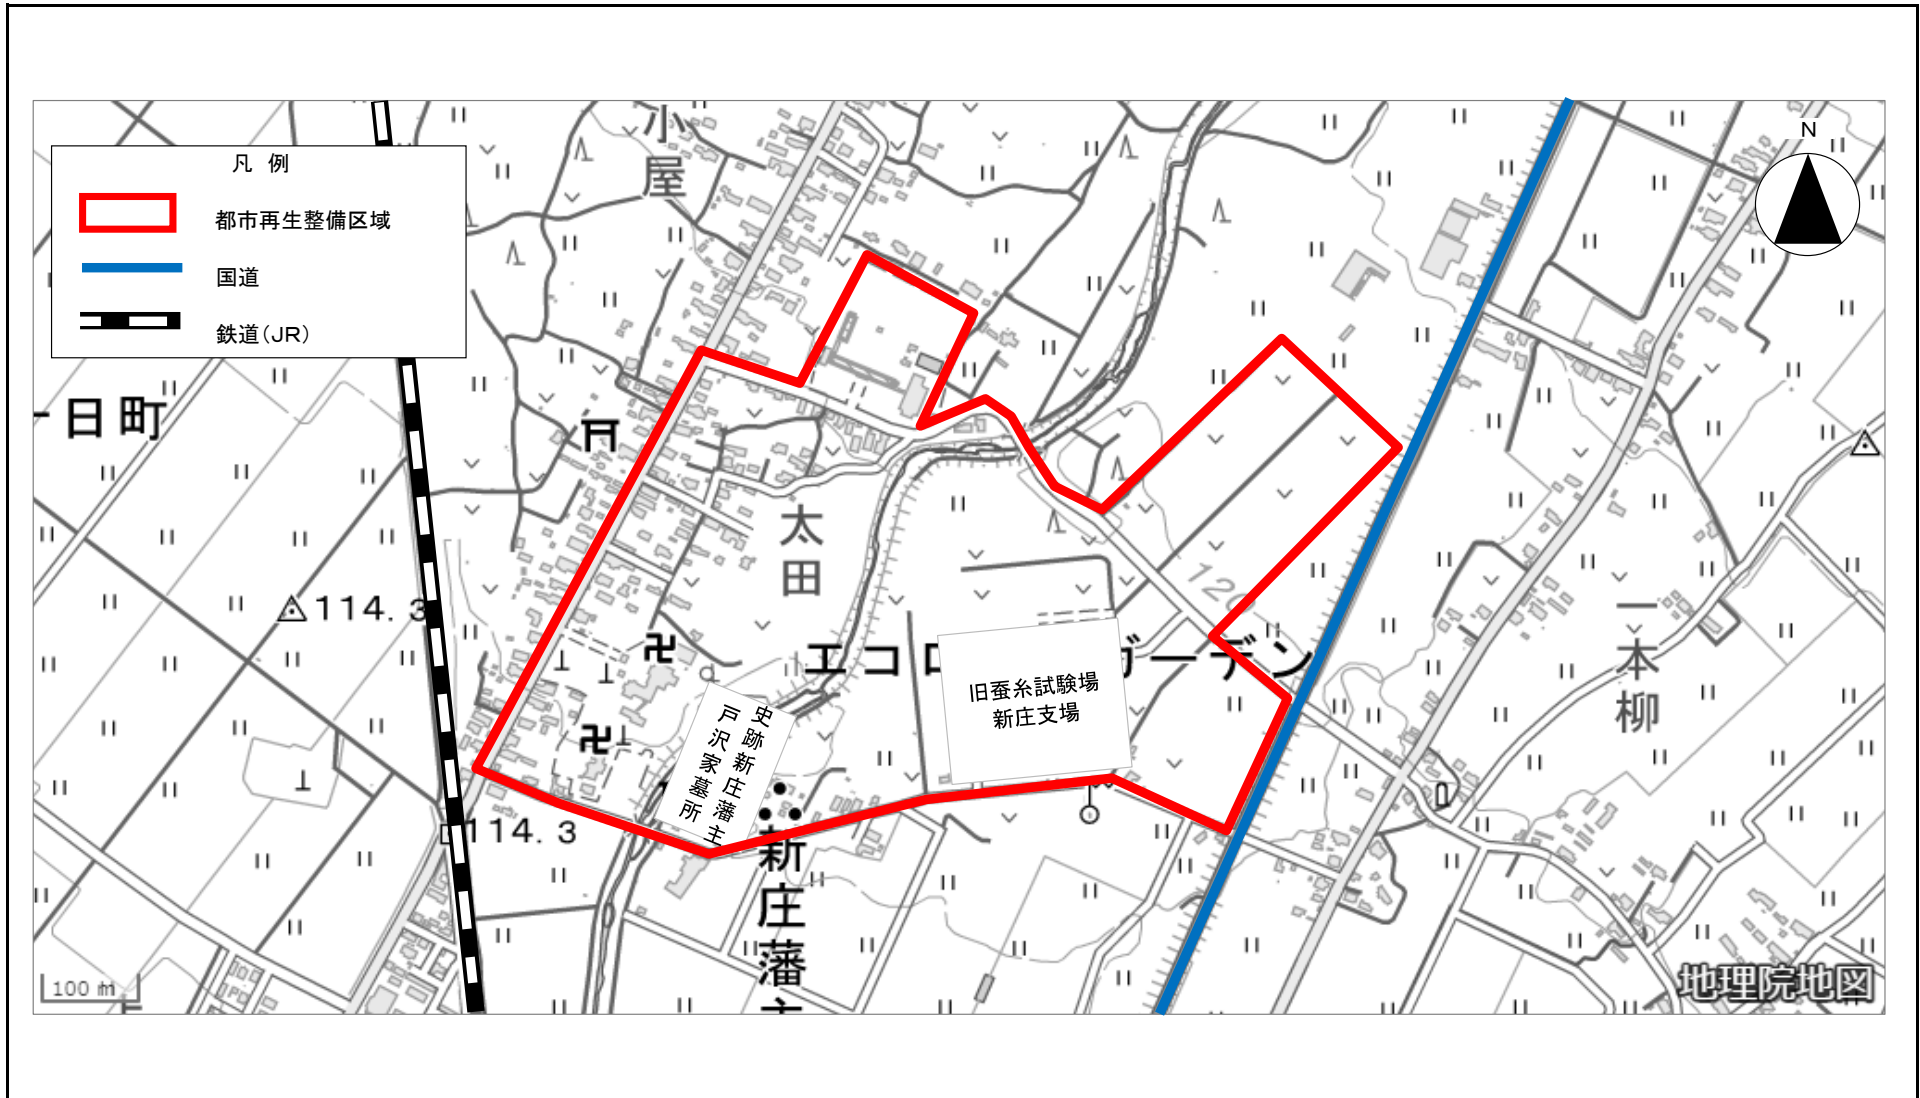 凡 例
都市再生整備区域
国道
鉄道(JR)
N
小屋
一日町
太田
120
114.3
エコロ
ガーデン
旧蚕糸試験場
新庄支場
史跡新庄藩主
戸沢家墓所
一本柳
114.3
新庄藩主
100 m
地理院地図